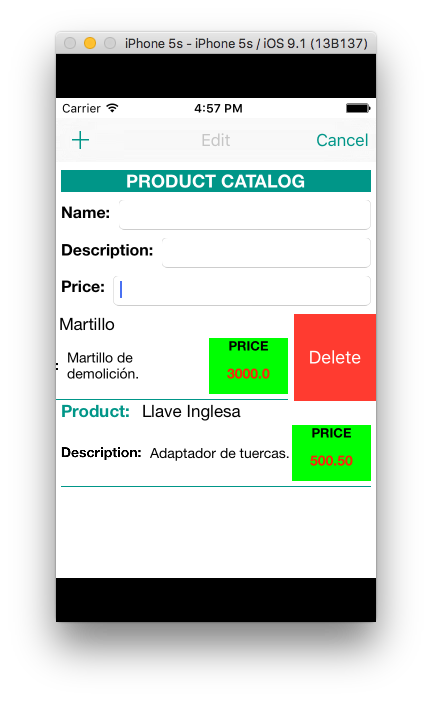 iPhone 5s - iPhone 5s / iOS 9.1 (13B137)
Carrier 4:57 PM
+ Edit Cancel
PRODUCT CATALOG
Name:
Description:
Price:
Martillo
PRICE
Delete
: Martillo de
demolición.
3000.0
Product: Llave Inglesa
PRICE
Description: Adaptador de tuercas.
500.50